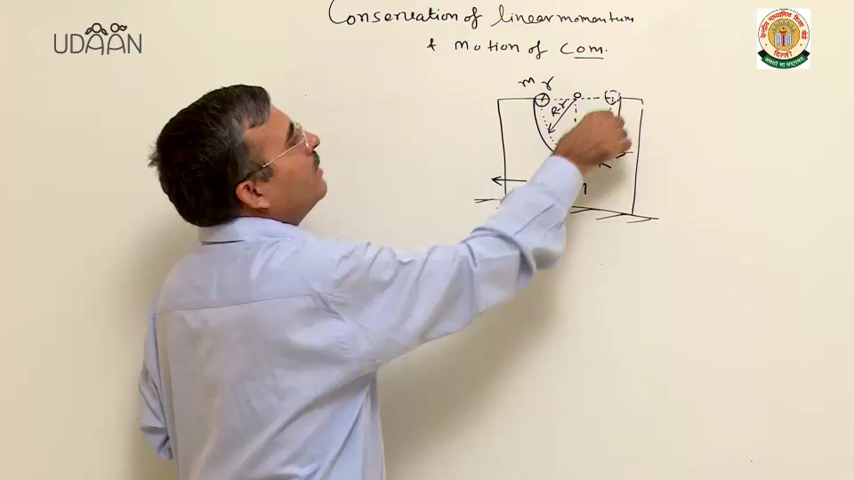 UDAAN
Conservation of linear momentum
& motion of com.
m r
R-r